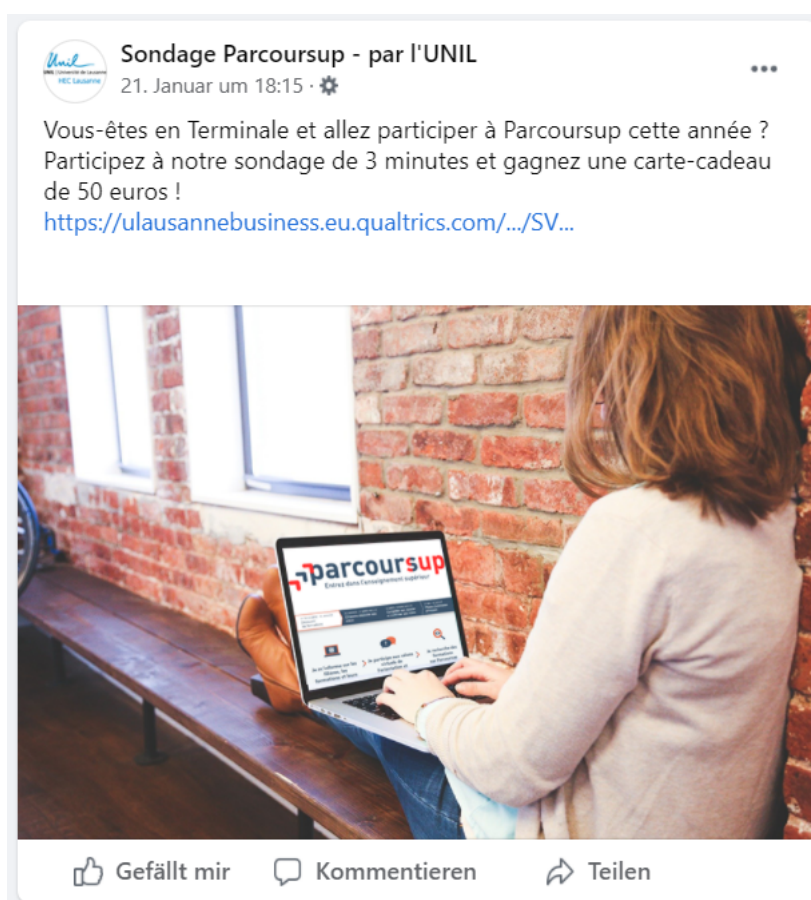 Unil
UNIL | Université de Lausanne
HEC Lausanne
Sondage Parcoursup - par l'UNIL
21. Januar um 18:15 ·
Vous-êtes en Terminale et allez participer à Parcoursup cette année ?
Participez à notre sondage de 3 minutes et gagnez une carte-cadeau
de 50 euros !
https://ulausannebusiness.eu.qualtrics.com/.../SV...
parcoursup
Entrez dans l'enseignement supérieur
Gefällt mir
Kommentieren
Teilen